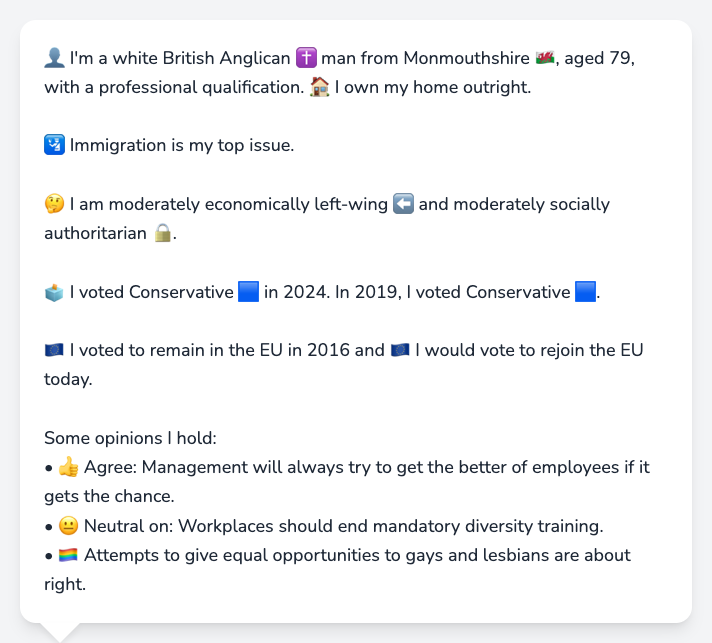 👤 I'm a white British Anglican ✝️ man from Monmouthshire 🏴󠁧󠁢󠁷󠁬󠁳󠁿, aged 79,
with a professional qualification. 🏠 I own my home outright.
🛂 Immigration is my top issue.
🤔 I am moderately economically left-wing ⬅️ and moderately socially
authoritarian 🔒.
🗳️ I voted Conservative 🟦 in 2024. In 2019, I voted Conservative 🟦.
🇪🇺 I voted to remain in the EU in 2016 and 🇪🇺 I would vote to rejoin the EU
today.
Some opinions I hold:
• 👍 Agree: Management will always try to get the better of employees if it
gets the chance.
• 😐 Neutral on: Workplaces should end mandatory diversity training.
• 🏳️‍🌈 Attempts to give equal opportunities to gays and lesbians are about
right.